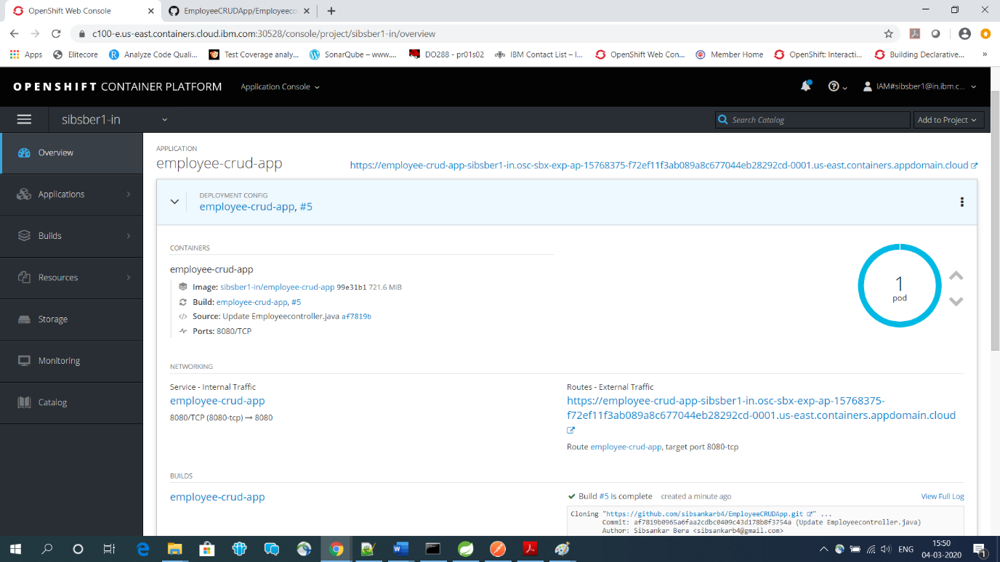 OpenShift Web Console
EmployeeCRUDApp/Employeeco
c100-e.us-east.containers.cloud.ibm.com:30528/console/project/sibsber1-in/overview
Apps Elitecore Analyze Code Quali... Test Coverage analy... SonarQube – www.... DO288 - pr01s02 IBM Contact List – I... OpenShift Web Con... Member Home OpenShift: Interacti... Building Declarative... »
OPENSHIFT CONTAINER PLATFORM Application Console
IAM#sibsber1@in.ibm.c...
sibsber1-in
Search Catalog
Add to Project
Overview
Applications
Builds
Resources
Storage
Monitoring
Catalog
APPLICATION
employee-crud-app
https://employee-crud-app-sibsber1-in.osc-sbx-exp-ap-15768375-f72ef11f3ab089a8c677044eb28292cd-0001.us-east.containers.appdomain.cloud
DEPLOYMENT CONFIG
employee-crud-app, #5
CONTAINERS
employee-crud-app
Image: sibsber1-in/employee-crud-app 99e31b1 721.6 MiB
Build: employee-crud-app, #5
Source: Update Employeecontroller.java af7819b
Ports: 8080/TCP
1
pod
NETWORKING
Service - Internal Traffic
employee-crud-app
8080/TCP (8080-tcp) → 8080
Routes - External Traffic
https://employee-crud-app-sibsber1-in.osc-sbx-exp-ap-15768375-
f72ef11f3ab089a8c677044eb28292cd-0001.us-east.containers.appdomain.cloud
Route employee-crud-app, target port 8080-tcp
BUILDS
employee-crud-app
Build #5 is complete created a minute ago
View Full Log
Cloning "https://github.com/sibsankarb4/EmployeeCRUDApp.git " ...
Commit: af7819b0965a6faa2cdbc0409c43d178b8f3754a (Update Employeecontroller.java)
Author: Sibsankar Bera <sibsankarb4@gmail.com>
ENG
15:50
04-03-2020
1